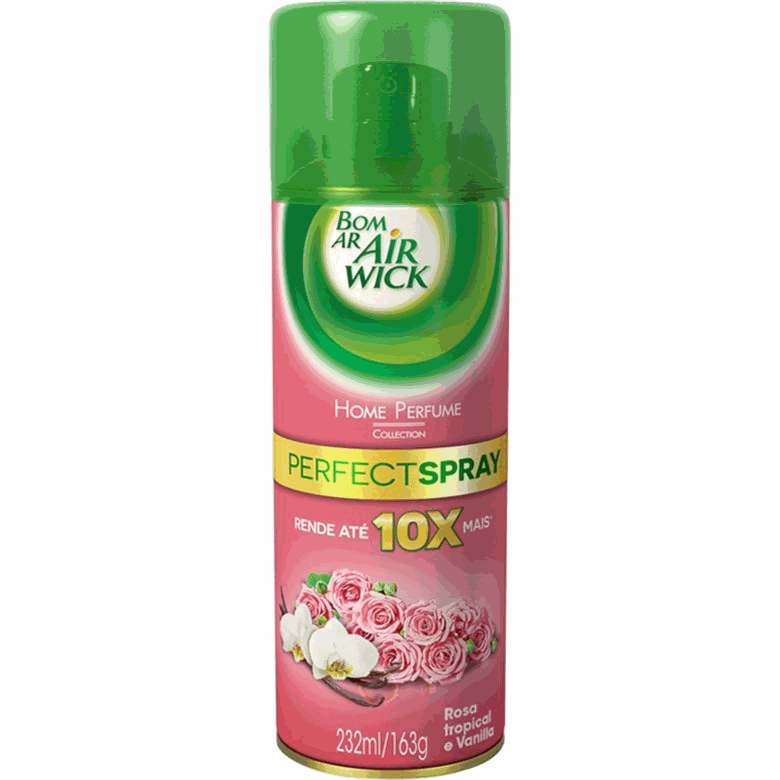 BOM
AR AIR
WICK
HOME PERFUME
COLLECTION
PERFECTSPRAY
RENDE ATÉ 10X MAIS*
Rosa
tropical
e Vanilla
232ml/163g